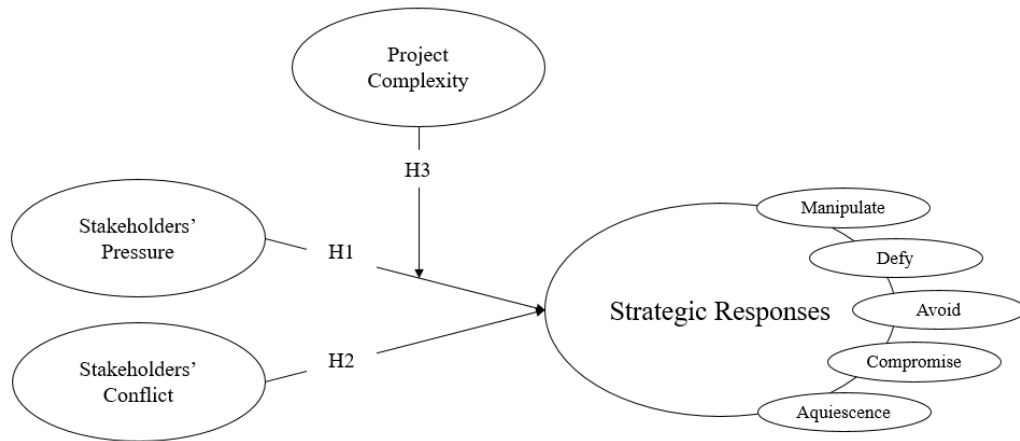 Project
Complexity
H3
Stakeholders’
Pressure
H1
Stakeholders’
Conflict
H2
Strategic Responses
Manipulate
Defy
Avoid
Compromise
Aquiescence